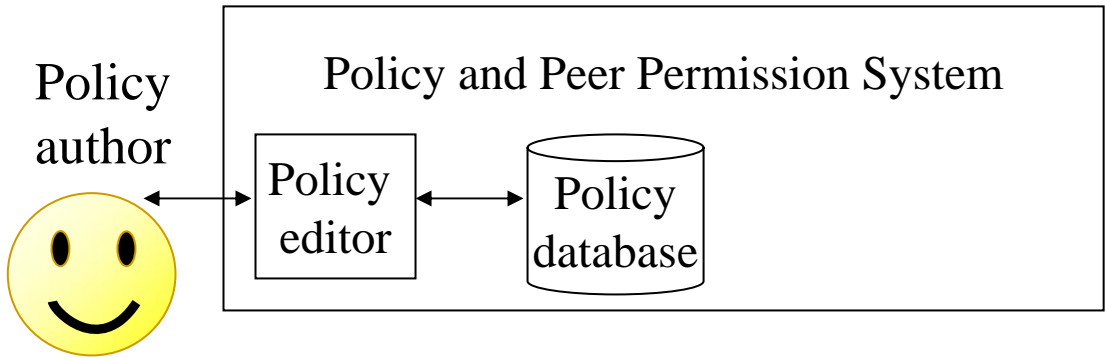 Policy
author
Policy and Peer Permission System
Policy
editor
Policy
database